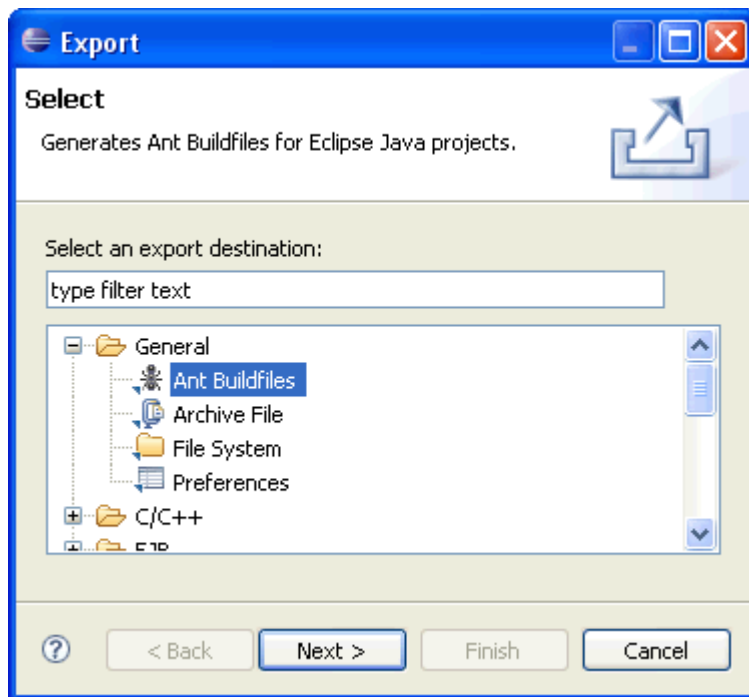 Export
Select
Generates Ant Buildfiles for Eclipse Java projects.
Select an export destination:
type filter text
General
Ant Buildfiles
Archive File
File System
Preferences
C/C++
EJB
? < Back Next > Finish Cancel